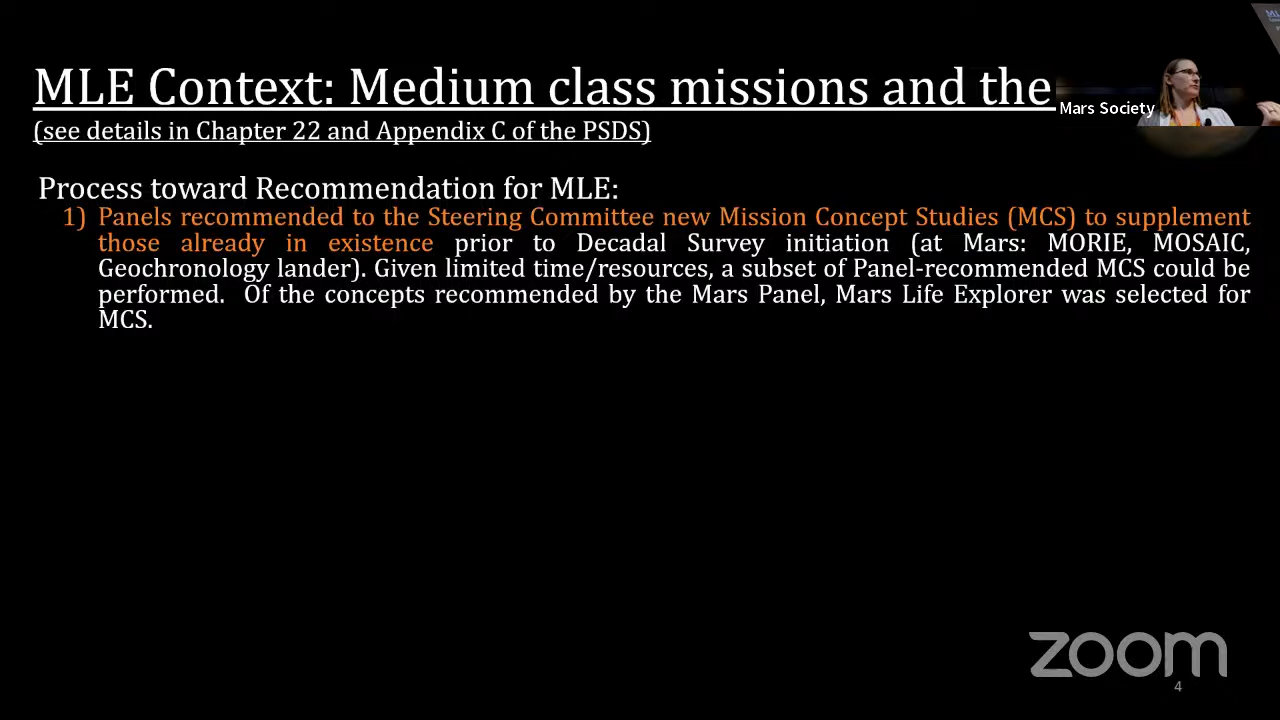 MLE Context: Medium class missions and the
Mars Society
(see details in Chapter 22 and Appendix C of the PSDS)
Process toward Recommendation for MLE:
1) Panels recommended to the Steering Committee new Mission Concept Studies (MCS) to supplement
those already in existence prior to Decadal Survey initiation (at Mars: MORIE, MOSAIC,
Geochronology lander). Given limited time/resources, a subset of Panel-recommended MCS could be
performed. Of the concepts recommended by the Mars Panel, Mars Life Explorer was selected for
MCS.
zoom
4